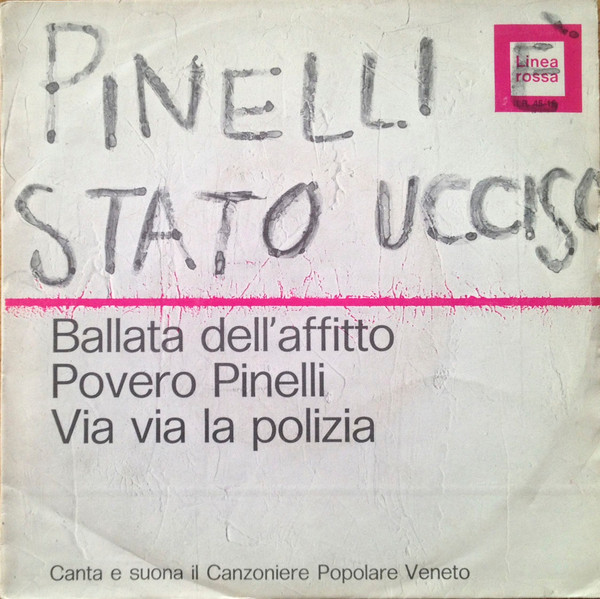 PINELLI È
Linea
rossa
STATO UCCISO
Ballata dell'affitto
Povero Pinelli
Via via la polizia
Canta e suona il Canzoniere Popolare Veneto